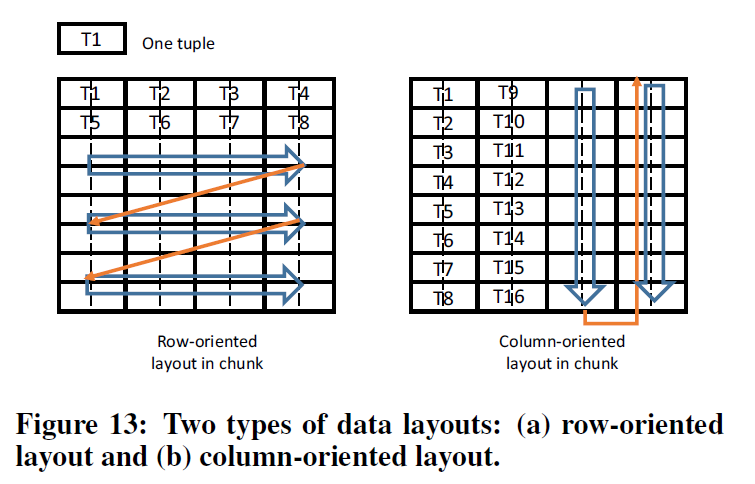 T1 One tuple
T1 T2 T3 T4
T5 T6 T7 T8
T1 T9
T2 T10
T3 T11
T4 T12
T5 T13
T6 T14
T7 T15
T8 T16
Row-oriented
layout in chunk
Column-oriented
layout in chunk
Figure 13: Two types of data layouts: (a) row-oriented
layout and (b) column-oriented layout.